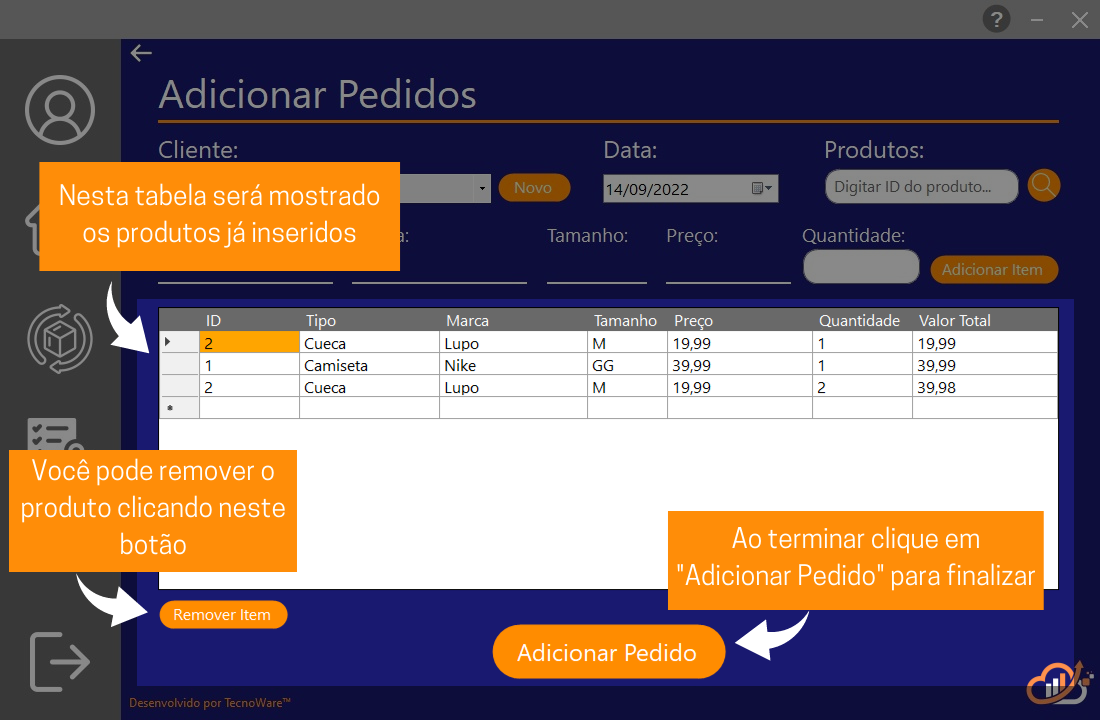 ?
Adicionar Pedidos
Cliente:
Data:
Produtos:
Nesta tabela será mostrado
os produtos já inseridos
Novo
14/09/2022
Digitar ID do produto...
a:
Tamanho:
Preço:
Quantidade:
Adicionar Item
ID Tipo Marca Tamanho Preço Quantidade Valor Total
2 Cueca Lupo M 19,99 1 19,99
1 Camiseta Nike GG 39,99 1 39,99
2 Cueca Lupo M 19,99 2 39,98
*
Você pode remover o
produto clicando neste
botão
Ao terminar clique em
"Adicionar Pedido" para finalizar
Remover Item
Adicionar Pedido
Desenvolvido por TecnoWare™